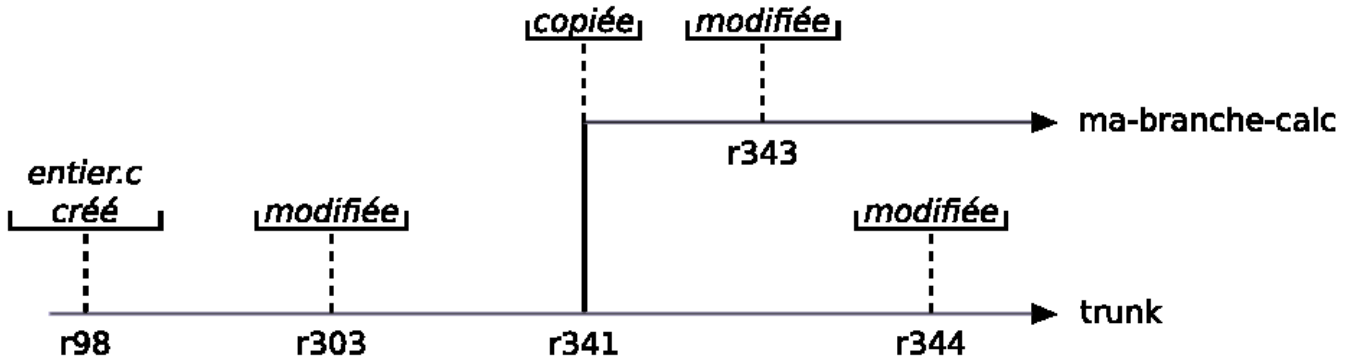 copiée
modifiée
ma-branche-calc
r343
entier.c
créé
modifiée
modifiée
trunk
r98
r303
r341
r344